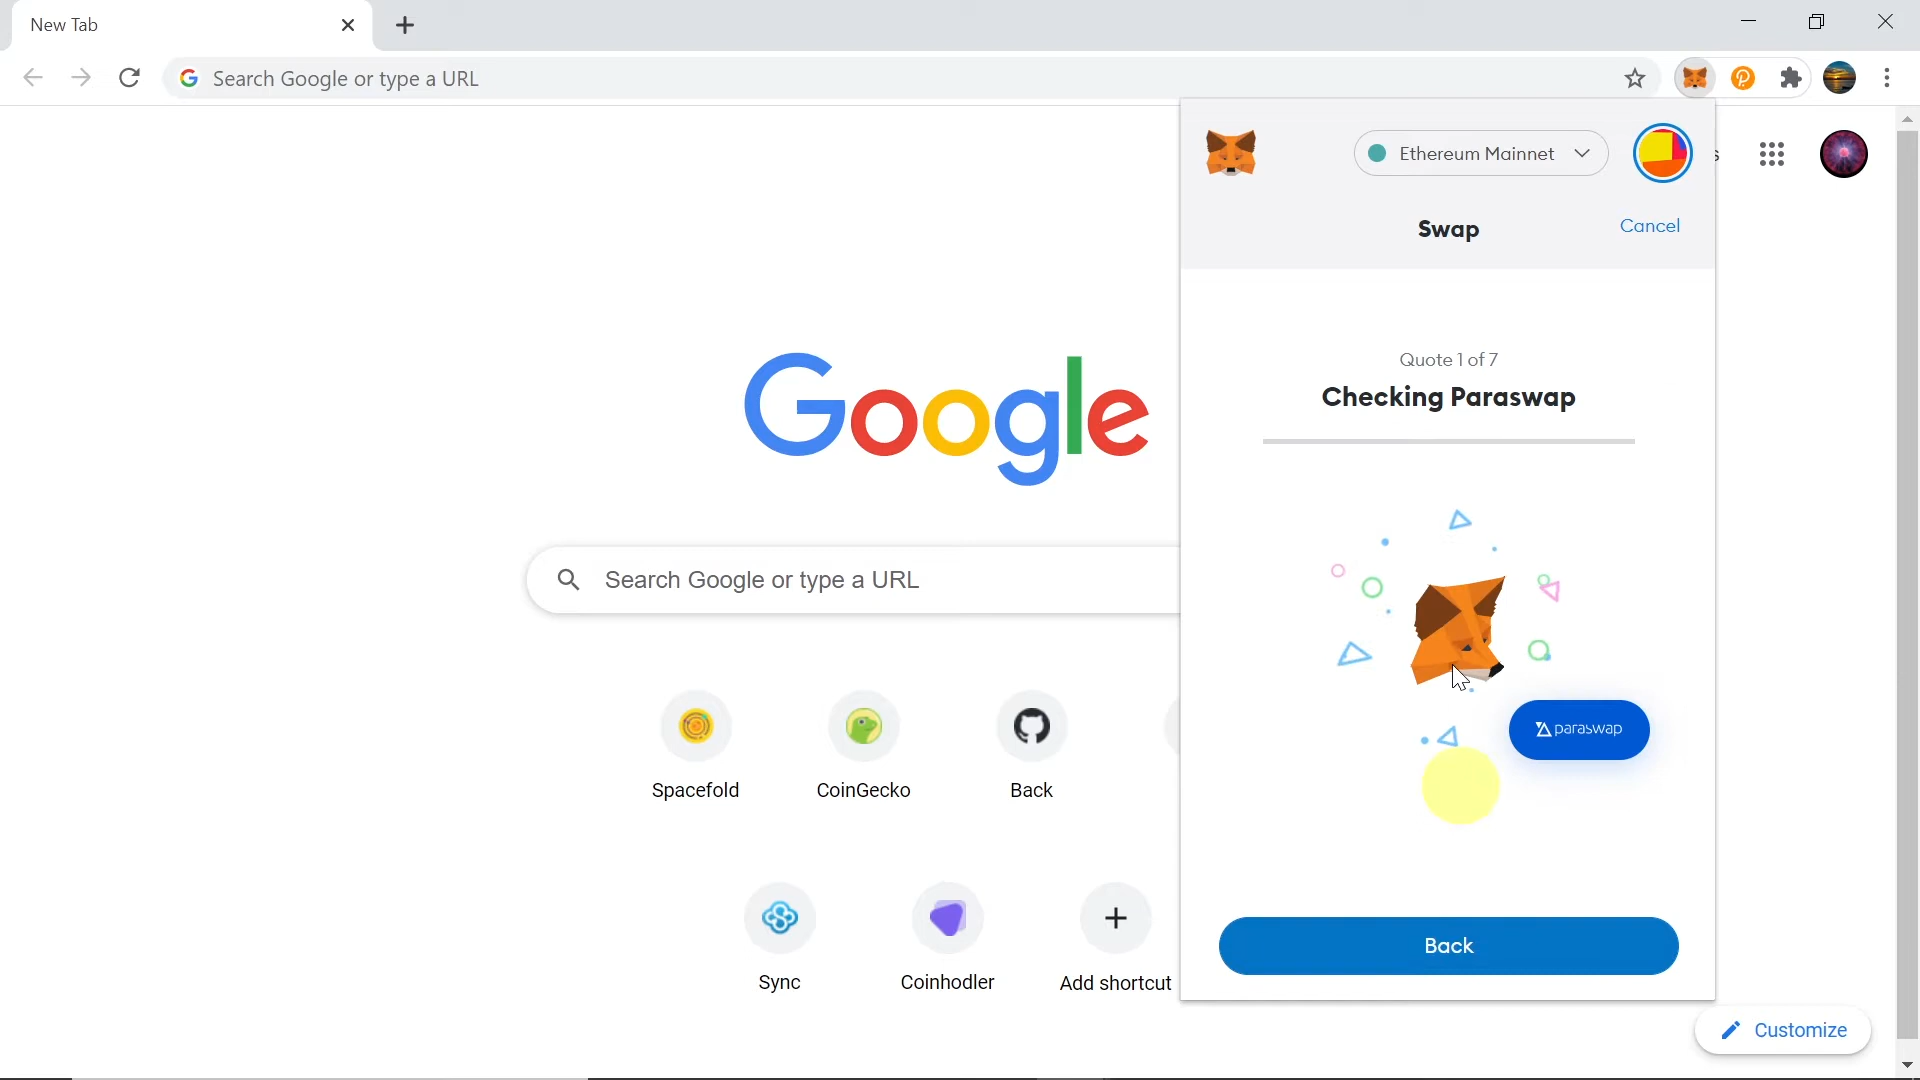 New Tab
Search Google or type a URL
Ethereum Mainnet
s
Swap
Cancel
Quote 1 of 7
Checking Paraswap
Google
Search Google or type a URL
paraswap
Spacefold
CoinGecko
Back
Back
Sync
Coinhodler
Add shortcut
Customize